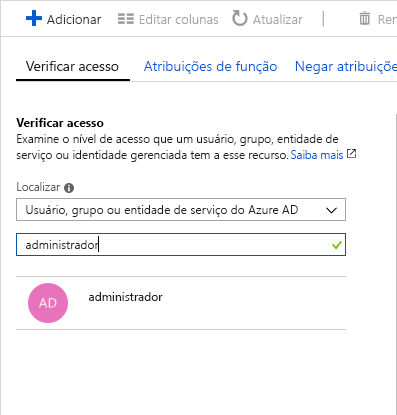 Adicionar Editar colunas Atualizar
Verificar acesso Atribuições de função Negar
Verificar acesso
Examine o nível de acesso que um usuário, grupo, entidade de
serviço ou identidade gerenciada tem a esse recurso. Saiba mais
Localizar
Usuário, grupo ou entidade de serviço do Azure AD
administrador
AD administrador